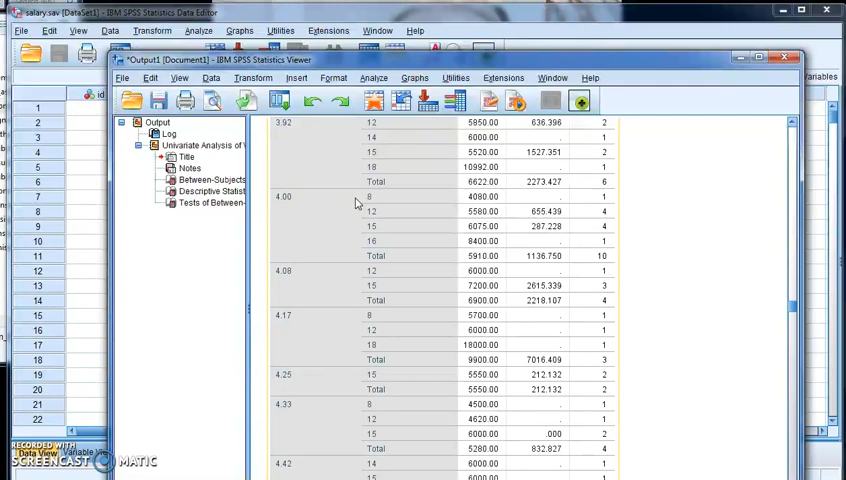 salary.sav [DataSet1] - IBM SPSS Statistics Data Editor
File Edit View Data Transform Analyze Graphs Utilities Extensions Window Help
*Output1 [Document1] - IBM SPSS Statistics Viewer
File Edit View Data Transform Insert Format Analyze Graphs Utilities Extensions Window Help
Variables
id
Output
Log
Univariate Analysis of
Title
Notes
Between-Subjects
Descriptive Statist
Tests of Between-
1
2
3
4
5
6
7
8
9
10
11
12
13
14
15
16
17
18
19
20
21
22
3.92 12 5850.00 636.396 2
14 6000.00 . 1
15 5520.00 1527.351 2
18 10992.00 . 1
Total 6622.00 2273.427 6
4.00 8 4080.00 . 1
12 5580.00 655.439 4
15 6075.00 287.228 4
16 8400.00 . 1
Total 5910.00 1136.750 10
4.08 12 6000.00 . 1
15 7200.00 2615.339 3
Total 6900.00 2218.107 4
4.17 8 5700.00 . 1
12 6000.00 . 1
18 18000.00 . 1
Total 9900.00 7016.409 3
4.25 15 5550.00 212.132 2
Total 5550.00 212.132 2
4.33 8 4500.00 . 1
12 4620.00 . 1
15 6000.00 .000 2
Total 5280.00 832.827 4
4.42 14 6000.00 . 1
15 6000.00 . 1
Data View Variable Vi
RECORDED WITH
SCREENCAST MATIC